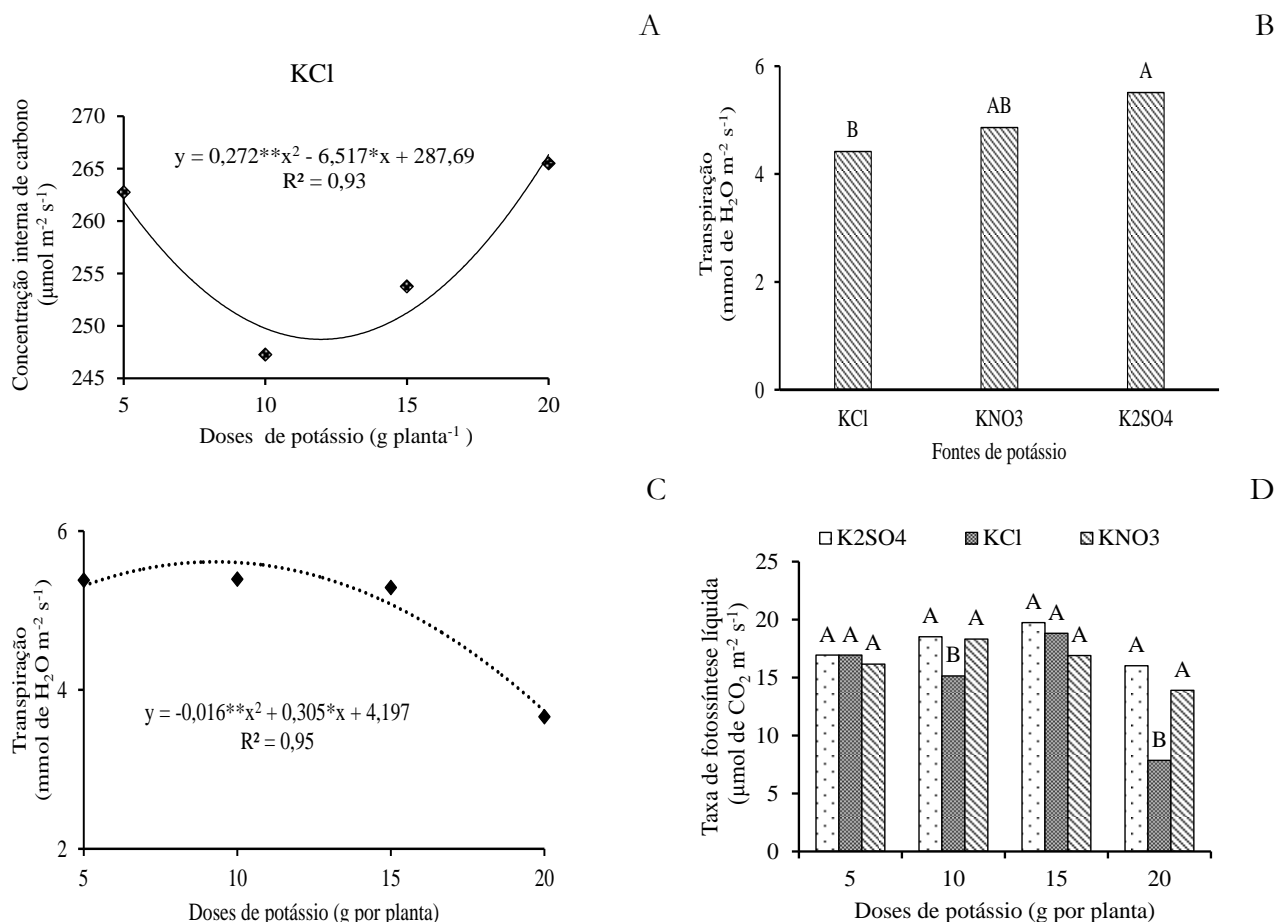 A
KCl
Concentração interna de carbono
(µmol m⁻² s⁻¹)
270
265
260
255
250
245
y = 0,272**x² - 6,517*x + 287,69
R² = 0,93
5 10 15 20
Doses de potássio (g planta⁻¹ )
B
Transpiração
(mmol de H₂O m⁻² s⁻¹)
6
4
2
0
B AB A
KCl KNO3 K2SO4
Fontes de potássio
C
Transpiração
(mmol de H₂O m⁻² s⁻¹)
6
4
2
y = -0,016**x² + 0,305*x + 4,197
R² = 0,95
5 10 15 20
Doses de potássio (g por planta)
D
K2SO4 KCl KNO3
Taxa de fotossíntese líquida
(µmol de CO₂ m⁻² s⁻¹)
25
20
15
10
5
0
A A A A B A A A A A B A
5 10 15 20
Doses de potássio (g por planta)